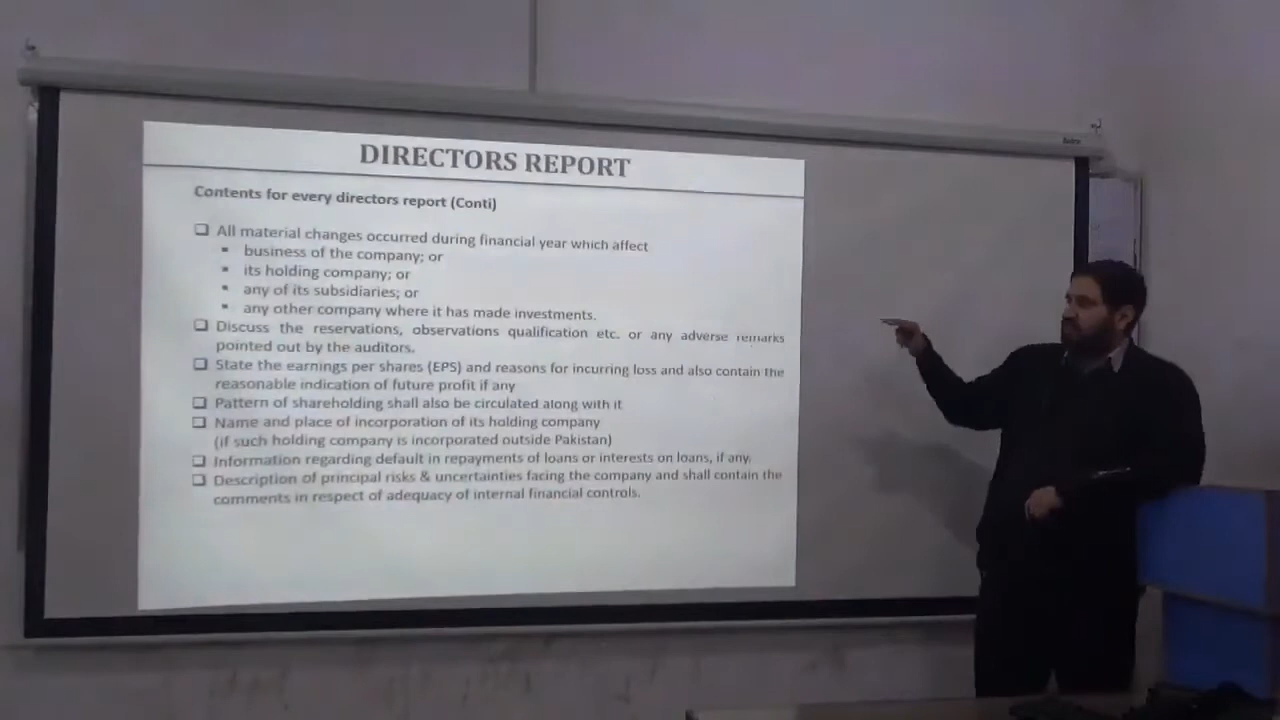 DIRECTORS REPORT
Contents for every directors report (Conti)
❑ All material changes occurred during financial year which affect
▪ business of the company; or
▪ its holding company; or
▪ any of its subsidiaries; or
▪ any other company where it has made investments.
❑ Discuss the reservations, observations qualification etc. or any adverse remarks
pointed out by the auditors.
❑ State the earnings per shares (EPS) and reasons for incurring loss and also contain the
reasonable indication of future profit if any
❑ Pattern of shareholding shall also be circulated along with it
❑ Name and place of incorporation of its holding company
(if such holding company is incorporated outside Pakistan)
❑ Information regarding default in repayments of loans or interests on loans, if any.
❑ Description of principal risks & uncertainties facing the company and shall contain the
comments in respect of adequacy of internal financial controls.